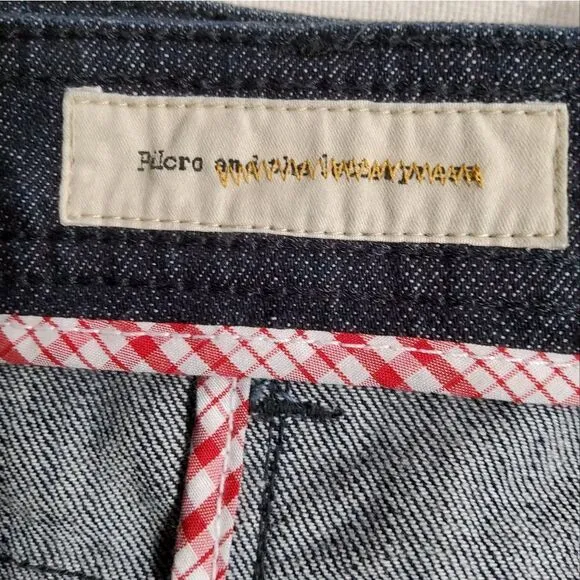 Pilcro and the letterpress